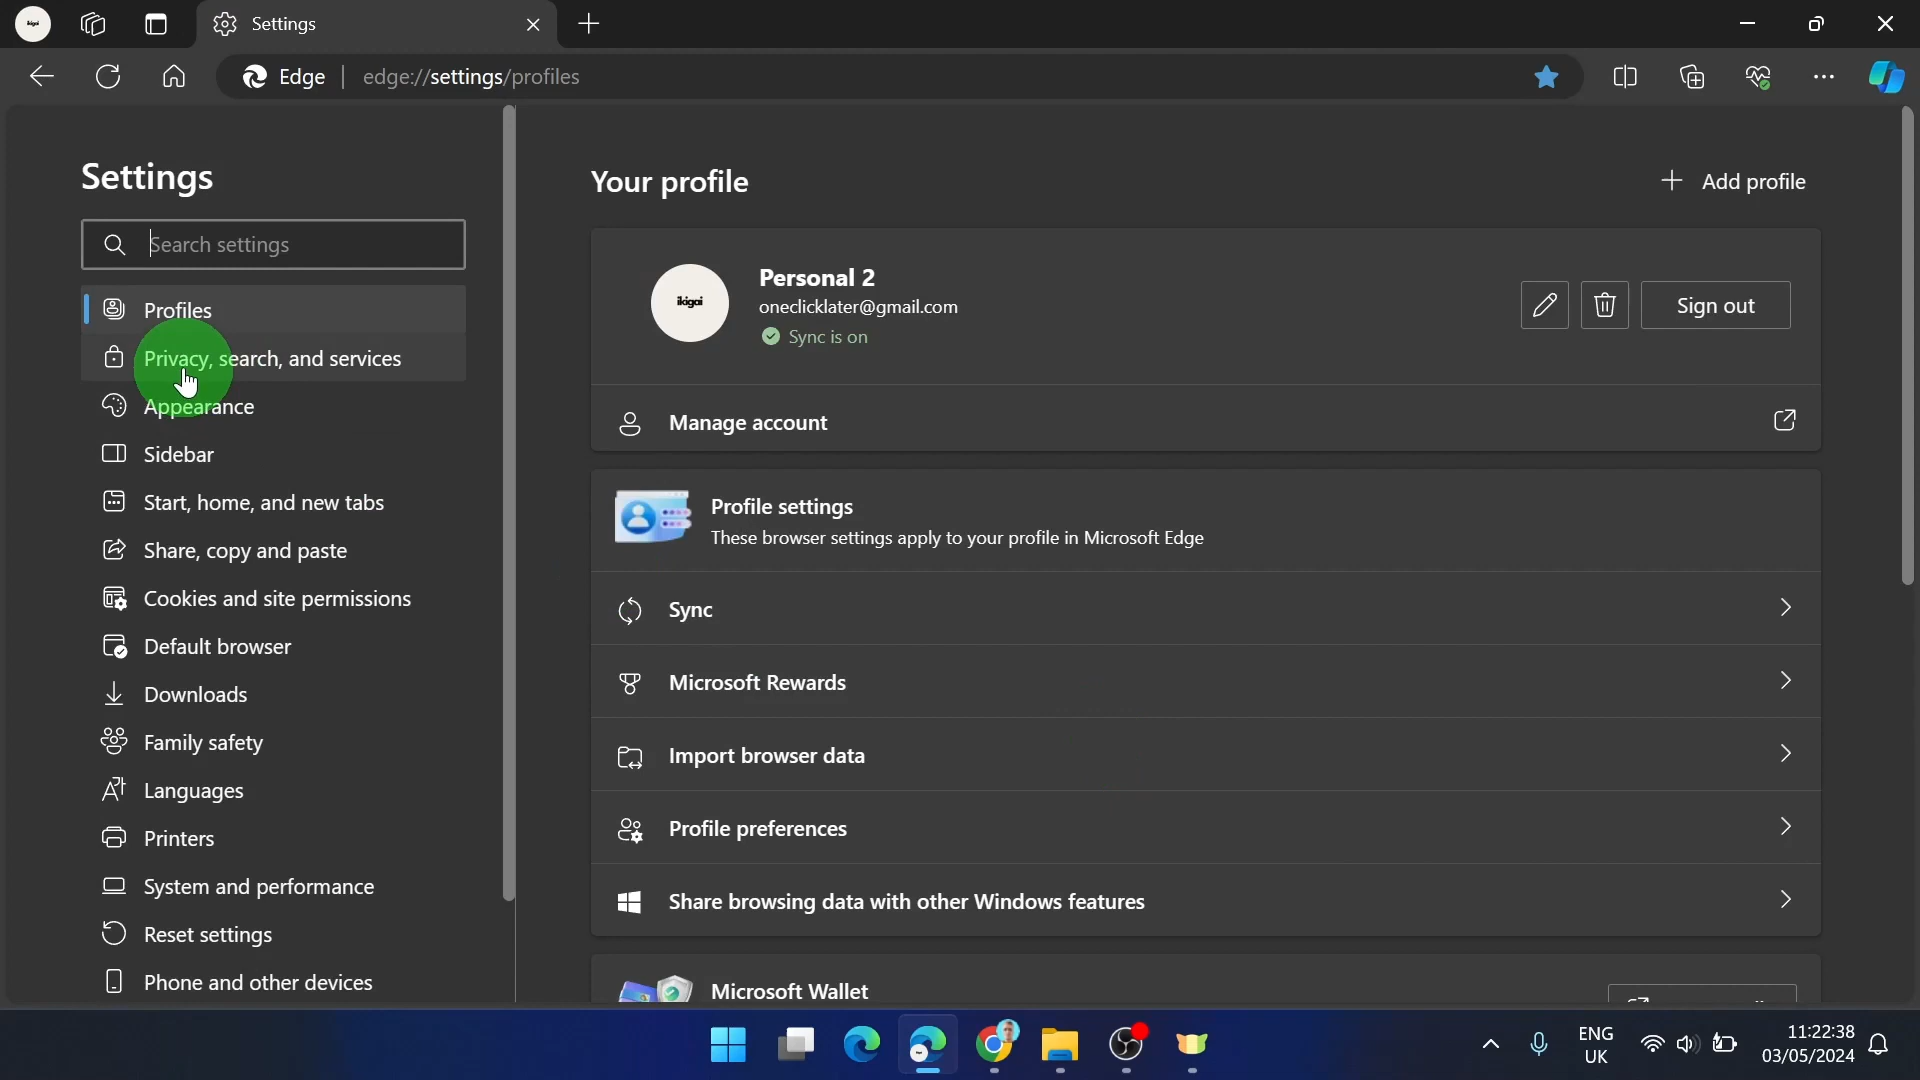 Settings
Edge
edge://settings/profiles
Settings
Search settings
Profiles
Privacy, search, and services
Appearance
Sidebar
Start, home, and new tabs
Share, copy and paste
Cookies and site permissions
Default browser
Downloads
Family safety
Languages
Printers
System and performance
Reset settings
Phone and other devices
Your profile
Add profile
ikigai
Personal 2
oneclicklater@gmail.com
Sync is on
Sign out
Manage account
Profile settings
These browser settings apply to your profile in Microsoft Edge
Sync
Microsoft Rewards
Import browser data
Profile preferences
Share browsing data with other Windows features
Microsoft Wallet
ENG
UK
11:22:38
03/05/2024